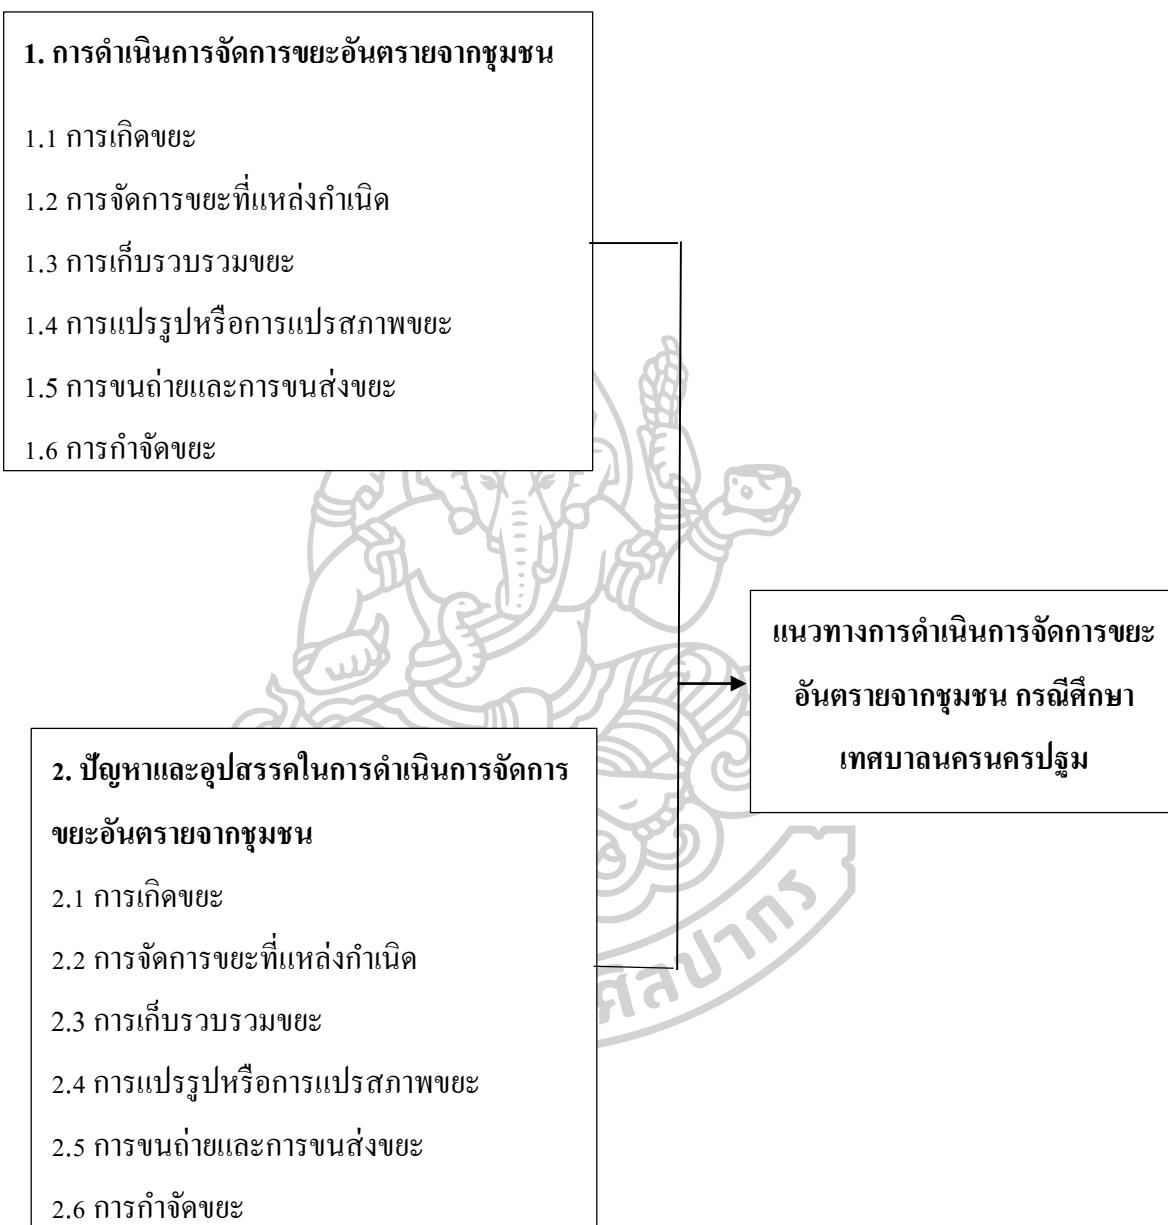 1. การดำเนินการจัดการขยะอันตรายจากชุมชน
1.1 การเกิดขยะ
1.2 การจัดการขยะที่แหล่งกำเนิด
1.3 การเก็บรวบรวมขยะ
1.4 การแปรรูปหรือการแปรสภาพขยะ
1.5 การขนถ่ายและการขนส่งขยะ
1.6 การกำจัดขยะ
2. ปัญหาและอุปสรรคในการดำเนินการจัดการ
ขยะอันตรายจากชุมชน
2.1 การเกิดขยะ
2.2 การจัดการขยะที่แหล่งกำเนิด
2.3 การเก็บรวบรวมขยะ
2.4 การแปรรูปหรือการแปรสภาพขยะ
2.5 การขนถ่ายและการขนส่งขยะ
2.6 การกำจัดขยะ
แนวทางการดำเนินการจัดการขยะ
อันตรายจากชุมชน กรณีศึกษา
เทศบาลนครนครปฐม
ศิลปากร